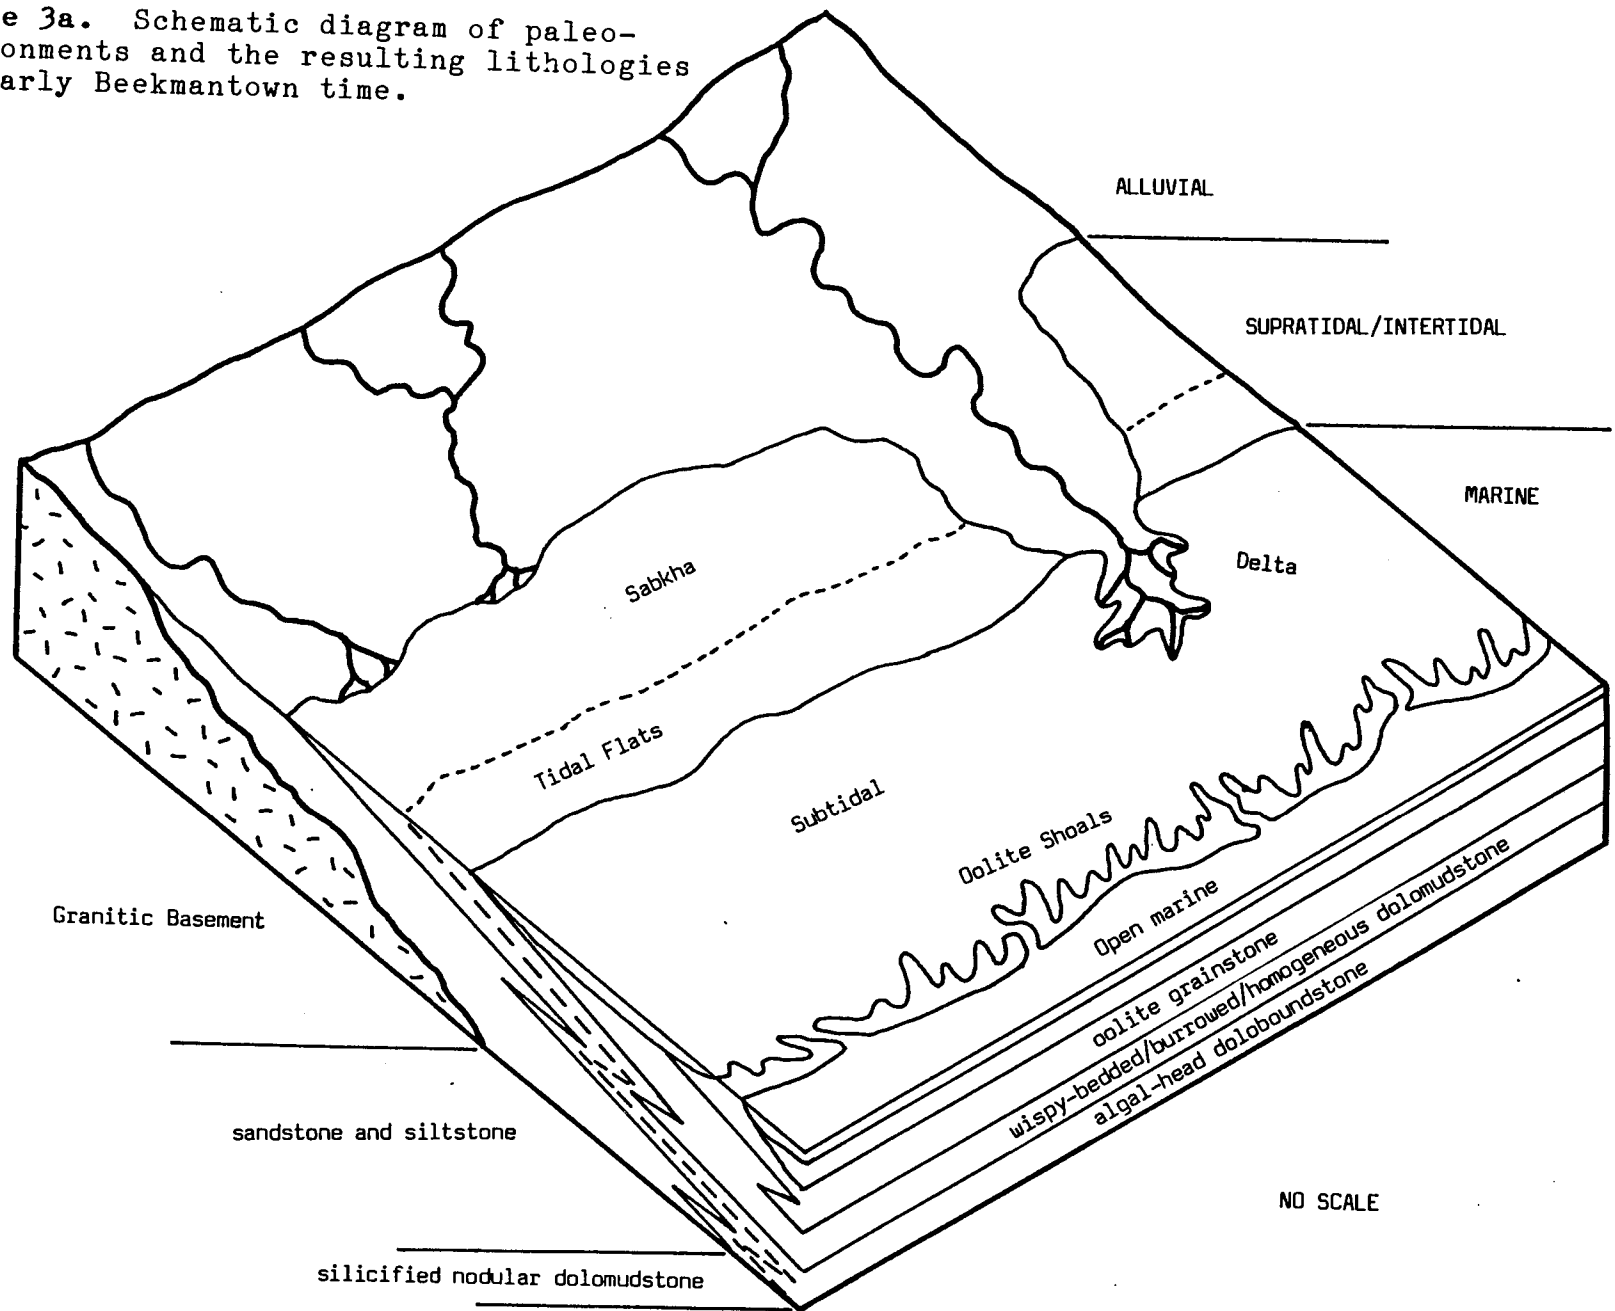 e 3a. Schematic diagram of paleo-
onments and the resulting lithologies
arly Beekmantown time.
ALLUVIAL
SUPRATIDAL/INTERTIDAL
MARINE
Delta
Sabkha
Tidal Flats
Subtidal
Oolite Shoals
Open marine
oolite grainstone
wispy-bedded/burrowed/homogeneous dolomudstone
algal-head doloboundstone
Granitic Basement
sandstone and siltstone
NO SCALE
silicified nodular dolomudstone